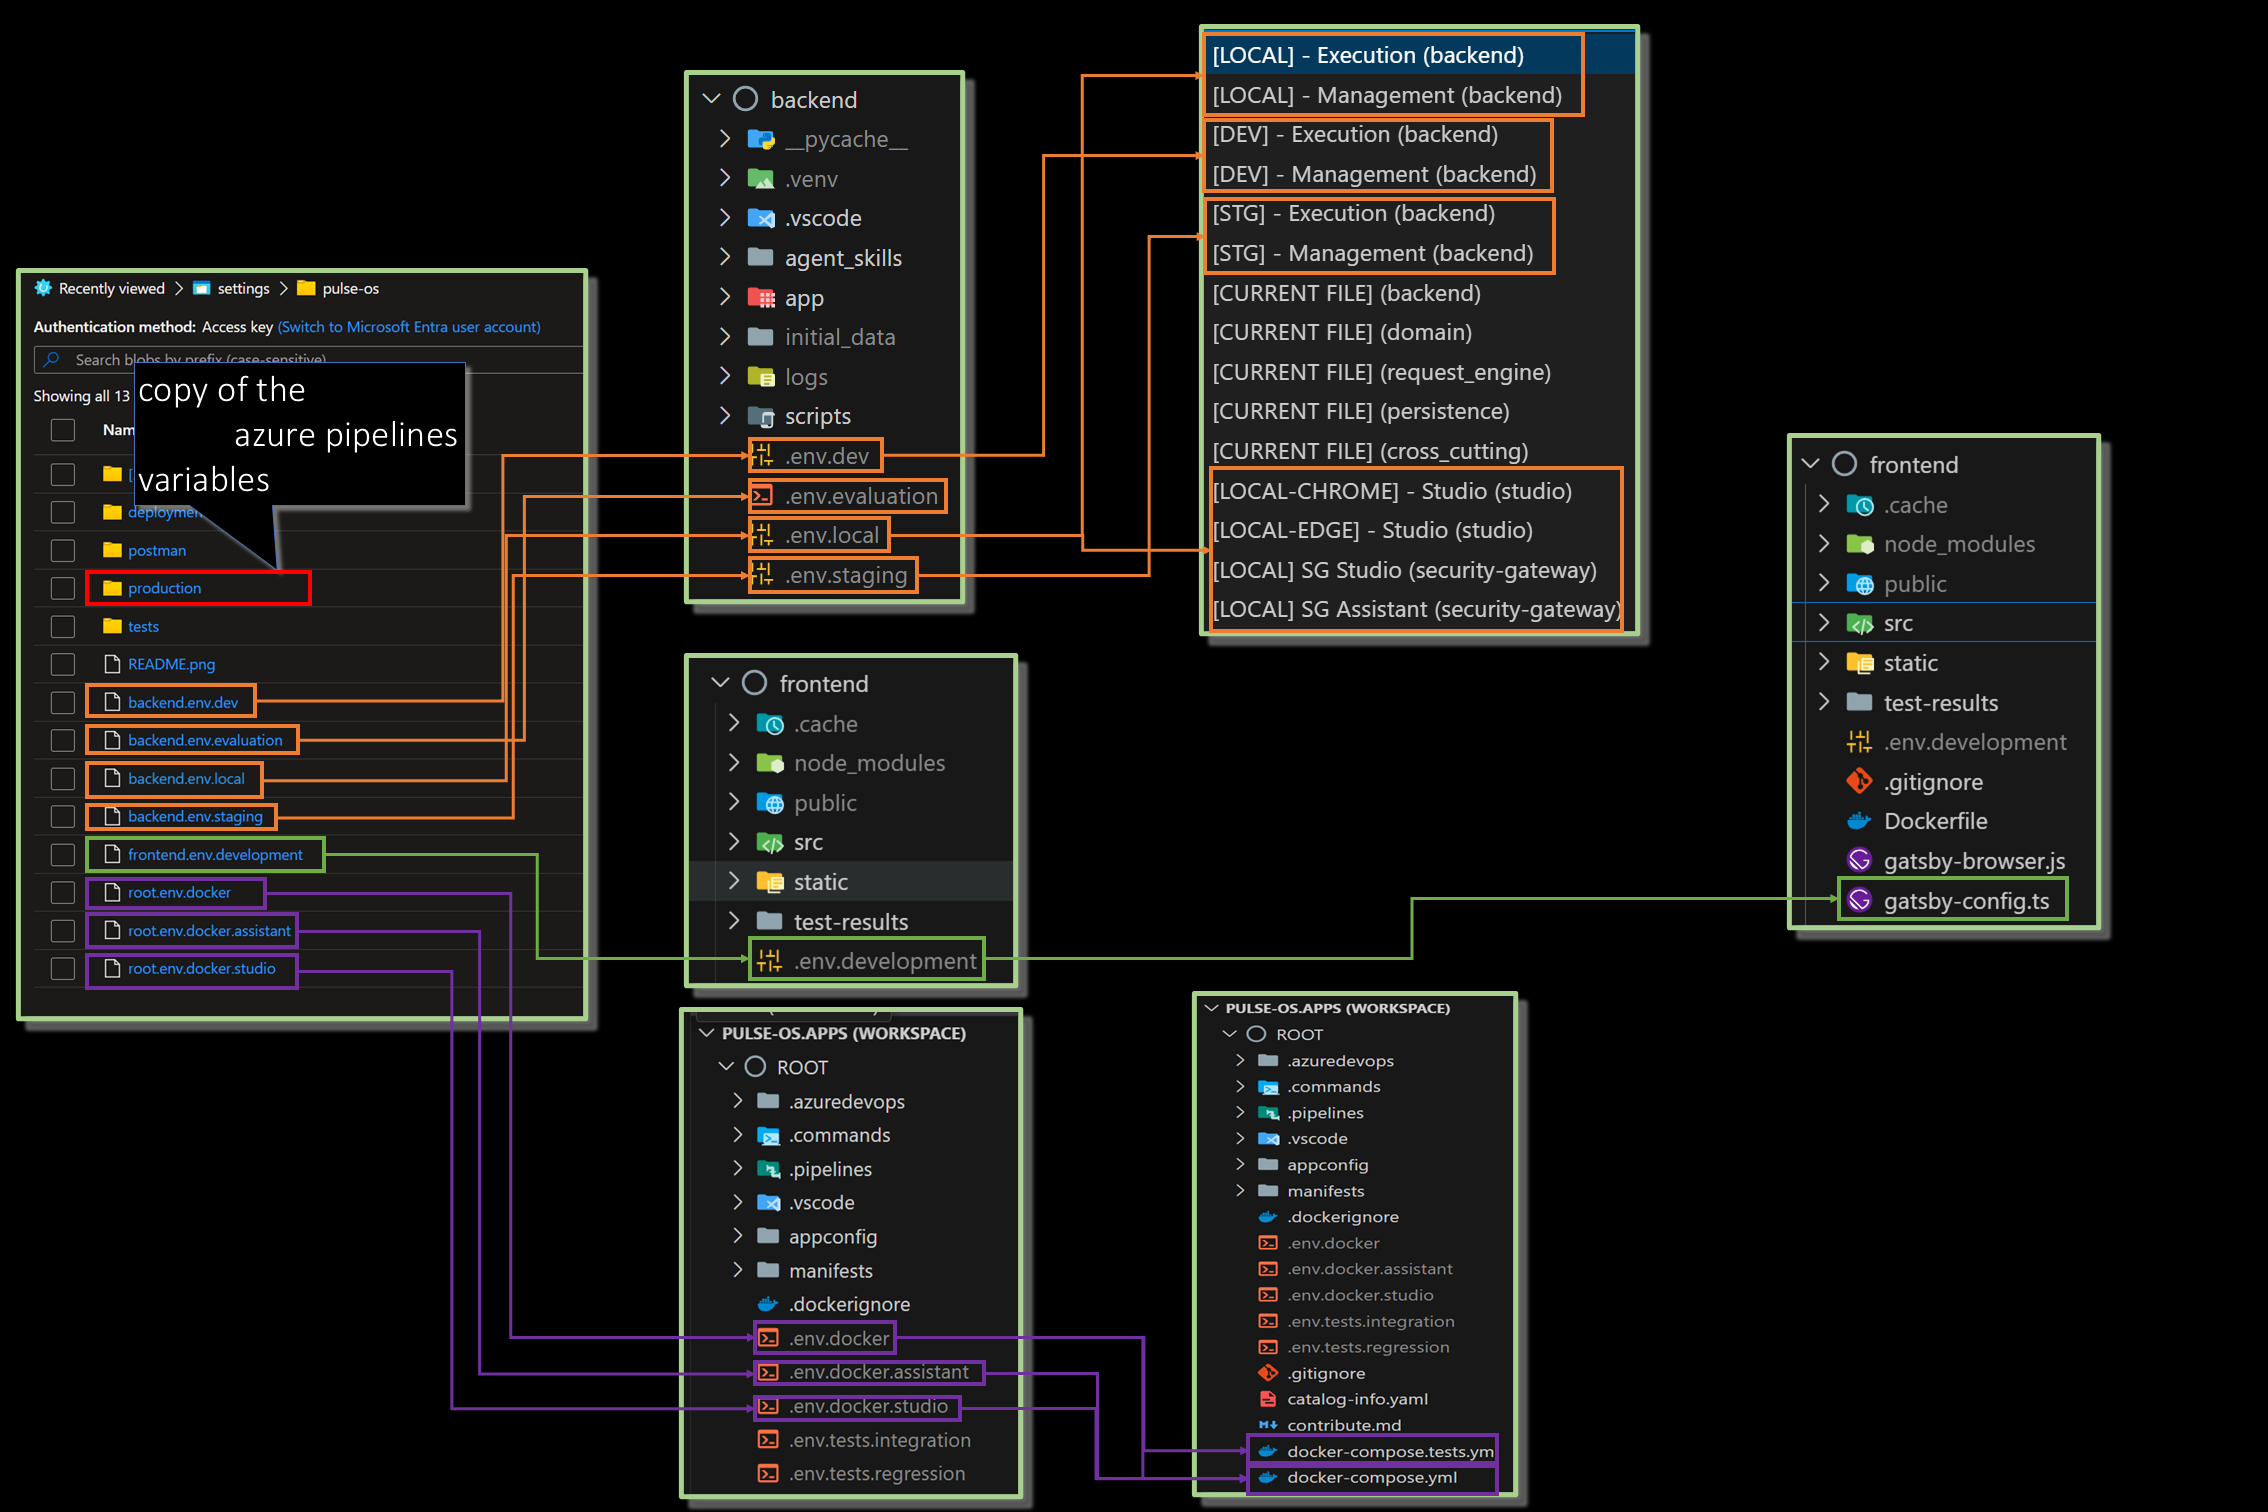 Recently viewed > settings > pulse-os
Authentication method: Access key (Switch to Microsoft Entra user account)
Search blobs by prefix (case-sensitive)
Showing all 13
copy of the
azure pipelines
variables
deploymen
postman
production
tests
README.png
backend.env.dev
backend.env.evaluation
backend.env.local
backend.env.staging
frontend.env.development
root.env.docker
root.env.docker.assistant
root.env.docker.studio
backend
__pycache__
.venv
.vscode
agent_skills
app
initial_data
logs
scripts
.env.dev
.env.evaluation
.env.local
.env.staging
frontend
.cache
node_modules
public
src
static
test-results
.env.development
PULSE-OS.APPS (WORKSPACE)
ROOT
.azuredevops
.commands
.pipelines
.vscode
appconfig
manifests
.dockerignore
.env.docker
.env.docker.assistant
.env.docker.studio
.env.tests.integration
.env.tests.regression
[LOCAL] - Execution (backend)
[LOCAL] - Management (backend)
[DEV] - Execution (backend)
[DEV] - Management (backend)
[STG] - Execution (backend)
[STG] - Management (backend)
[CURRENT FILE] (backend)
[CURRENT FILE] (domain)
[CURRENT FILE] (request_engine)
[CURRENT FILE] (persistence)
[CURRENT FILE] (cross_cutting)
[LOCAL-CHROME] - Studio (studio)
[LOCAL-EDGE] - Studio (studio)
[LOCAL] SG Studio (security-gateway)
[LOCAL] SG Assistant (security-gateway)
PULSE-OS.APPS (WORKSPACE)
ROOT
.azuredevops
.commands
.pipelines
.vscode
appconfig
manifests
.dockerignore
.env.docker
.env.docker.assistant
.env.docker.studio
.env.tests.integration
.env.tests.regression
.gitignore
catalog-info.yaml
contribute.md
docker-compose.tests.ym
docker-compose.yml
frontend
.cache
node_modules
public
src
static
test-results
.env.development
.gitignore
Dockerfile
gatsby-browser.js
gatsby-config.ts